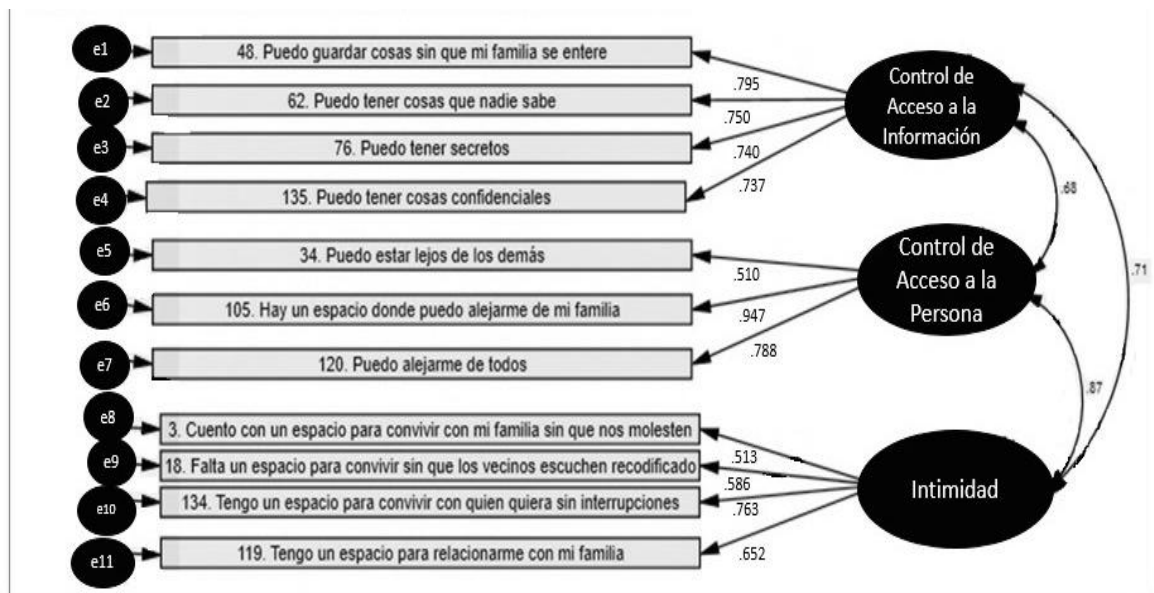 e1
48. Puedo guardar cosas sin que mi familia se entere
.795
e2
62. Puedo tener cosas que nadie sabe
.750
e3
76. Puedo tener secretos
.740
e4
135. Puedo tener cosas confidenciales
.737
Control de
Acceso a la
Información
.68
.71
e5
34. Puedo estar lejos de los demás
.510
e6
105. Hay un espacio donde puedo alejarme de mi familia
.947
e7
120. Puedo alejarme de todos
.788
Control de
Acceso a la
Persona
.87
e8
3. Cuento con un espacio para convivir con mi familia sin que nos molesten
.513
e9
18. Falta un espacio para convivir sin que los vecinos escuchen recodificado
.586
e10
134. Tengo un espacio para convivir con quien quiera sin interrupciones
.763
e11
119. Tengo un espacio para relacionarme con mi familia
.652
Intimidad